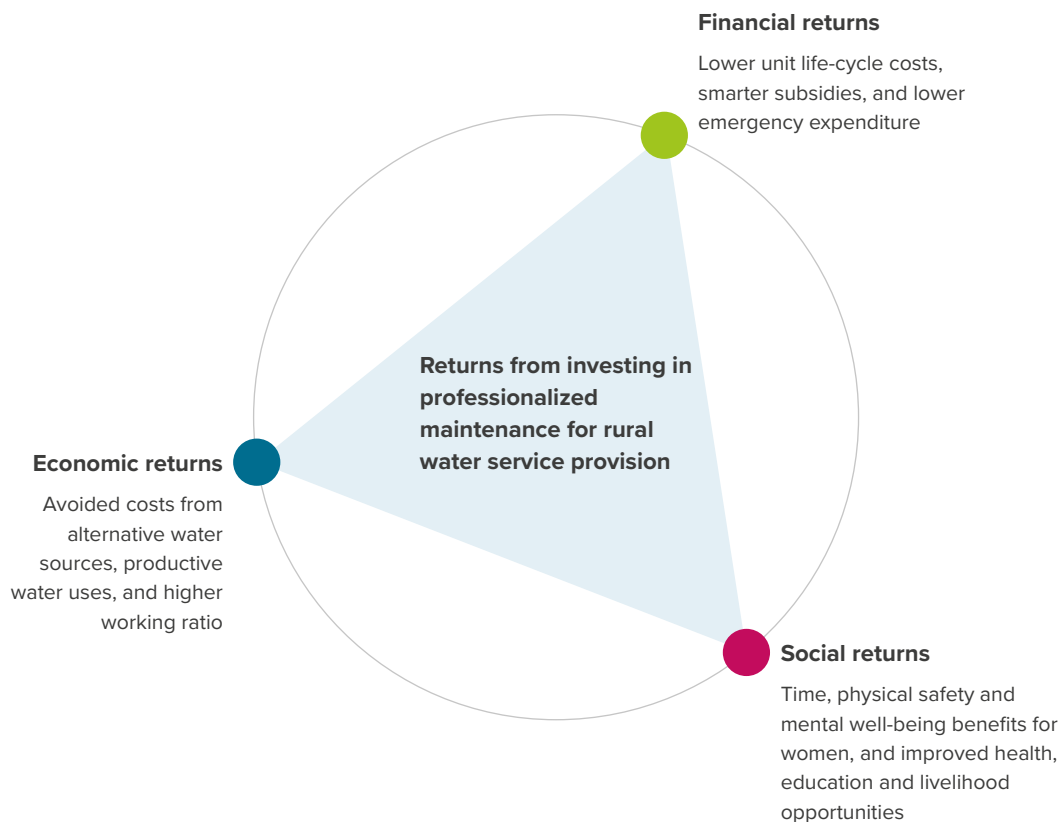 Financial returns
Lower unit life-cycle costs,
smarter subsidies, and lower
emergency expenditure
Returns from investing in
professionalized
maintenance for rural
water service provision
Economic returns
Avoided costs from
alternative water
sources, productive
water uses, and higher
working ratio
Social returns
Time, physical safety and
mental well-being benefits for
women, and improved health,
education and livelihood
opportunities